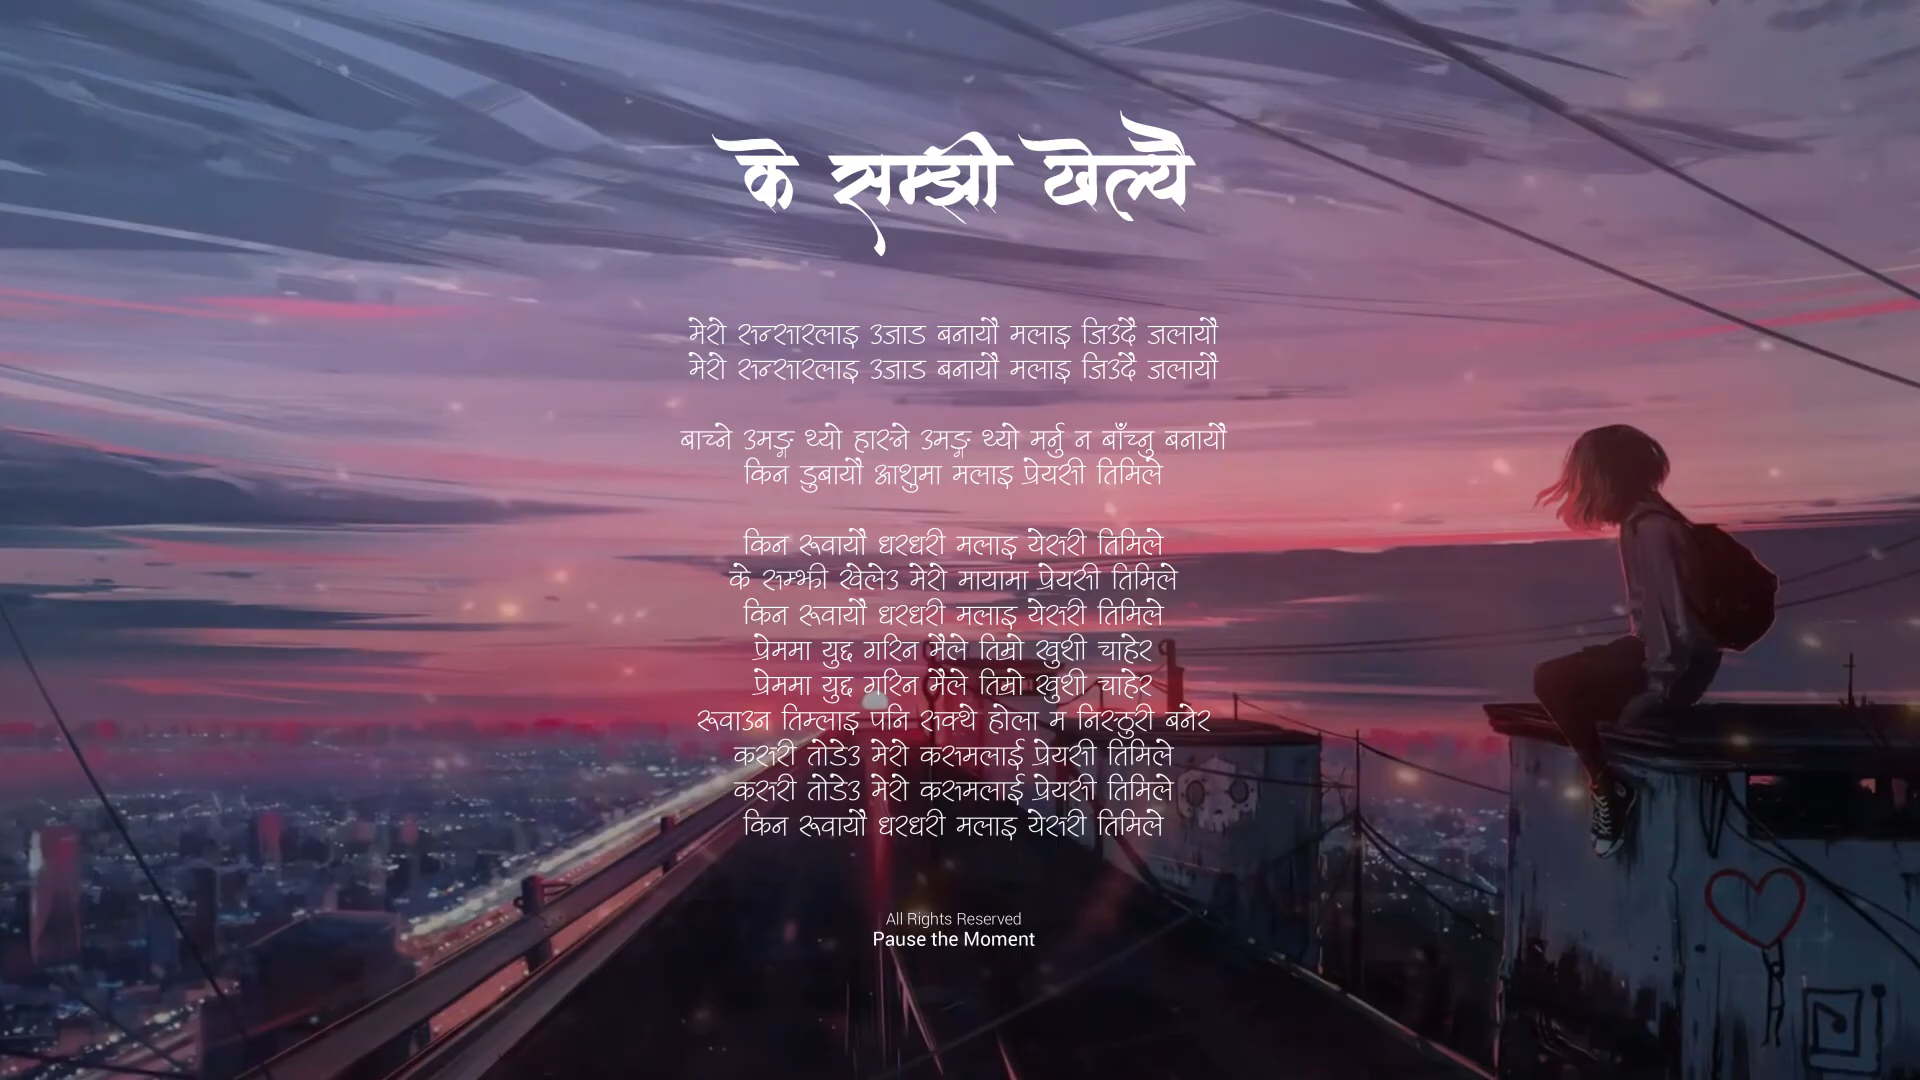 के सम्झी खेल्यै
मेरो सन्सारलाइ उजाड बनायौ मलाइ जिउदै जलायौ
मेरो सन्सारलाइ उजाड बनायौ मलाइ जिउदै जलायौ
बाच्ने उमङ्ग थ्यो हास्ने उमङ्ग थ्यो मर्नु न बाँच्नु बनायौ
किन डुबायौ आशुमा मलाइ प्रेयसी तिमिले
किन रूवायौ धरधरी मलाइ येसरी तिमिले
के सम्झी खेलेउ मेरो मायामा प्रेयसी तिमिले
किन रूवायौ धरधरी मलाइ येसरी तिमिले
प्रेममा युद्द गरिन मैले तिम्रो खुशी चाहेर
प्रेममा युद्द गरिन मैले तिम्रो खुशी चाहेर
रूवाउन तिम्लाइ पनि सक्थे होला म निस्ठुरी बनेर
कसरी तोडेउ मेरो कसमलाई प्रेयसी तिमिले
कसरी तोडेउ मेरो कसमलाई प्रेयसी तिमिले
किन रूवायौ धरधरी मलाइ येसरी तिमिले
All Rights Reserved
Pause the Moment